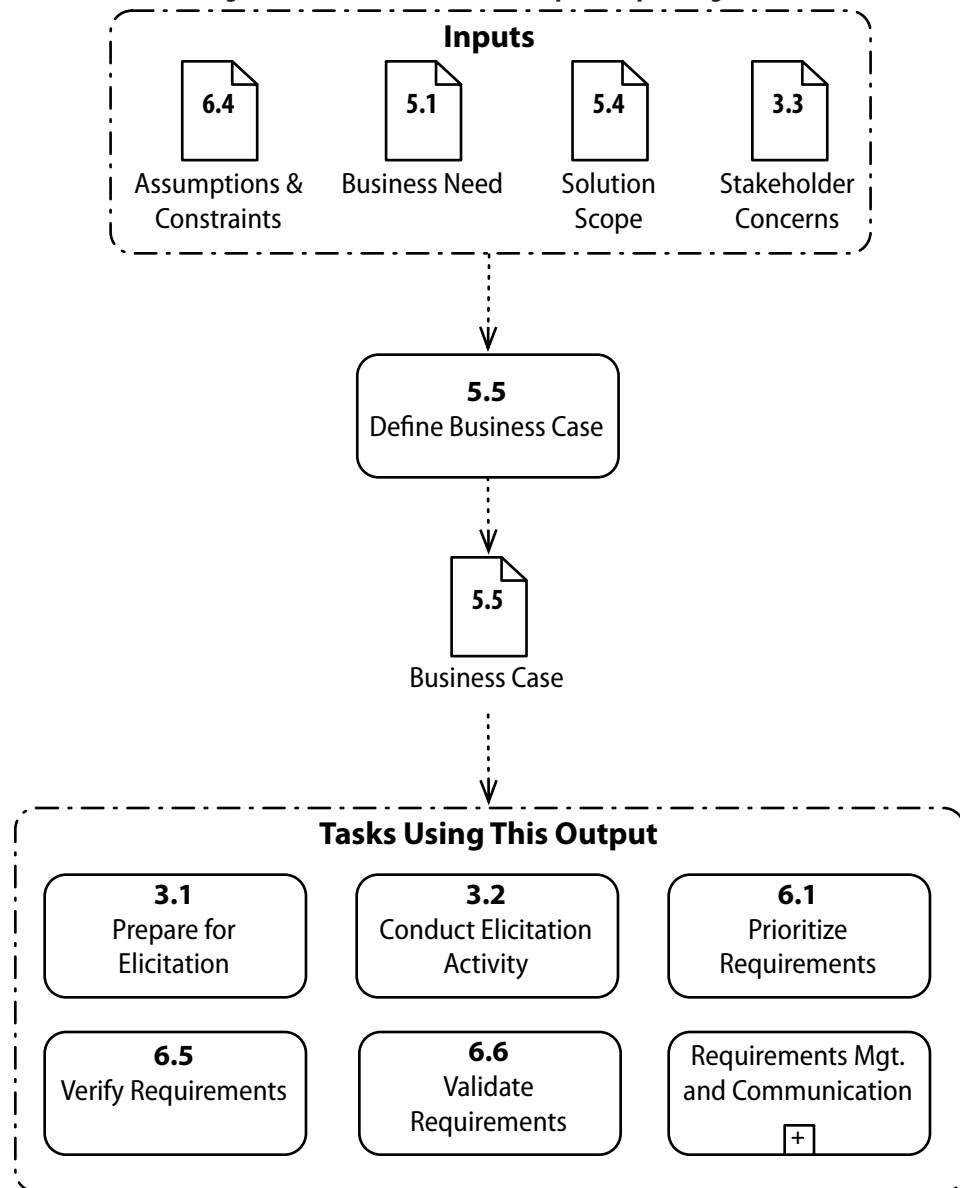 Inputs
6.4
5.1
5.4
3.3
Assumptions &
Constraints
Business Need
Solution
Scope
Stakeholder
Concerns
5.5
Define Business Case
5.5
Business Case
Tasks Using This Output
3.1
Prepare for
Elicitation
3.2
Conduct Elicitation
Activity
6.1
Prioritize
Requirements
6.5
Verify Requirements
6.6
Validate
Requirements
Requirements Mgt.
and Communication
+